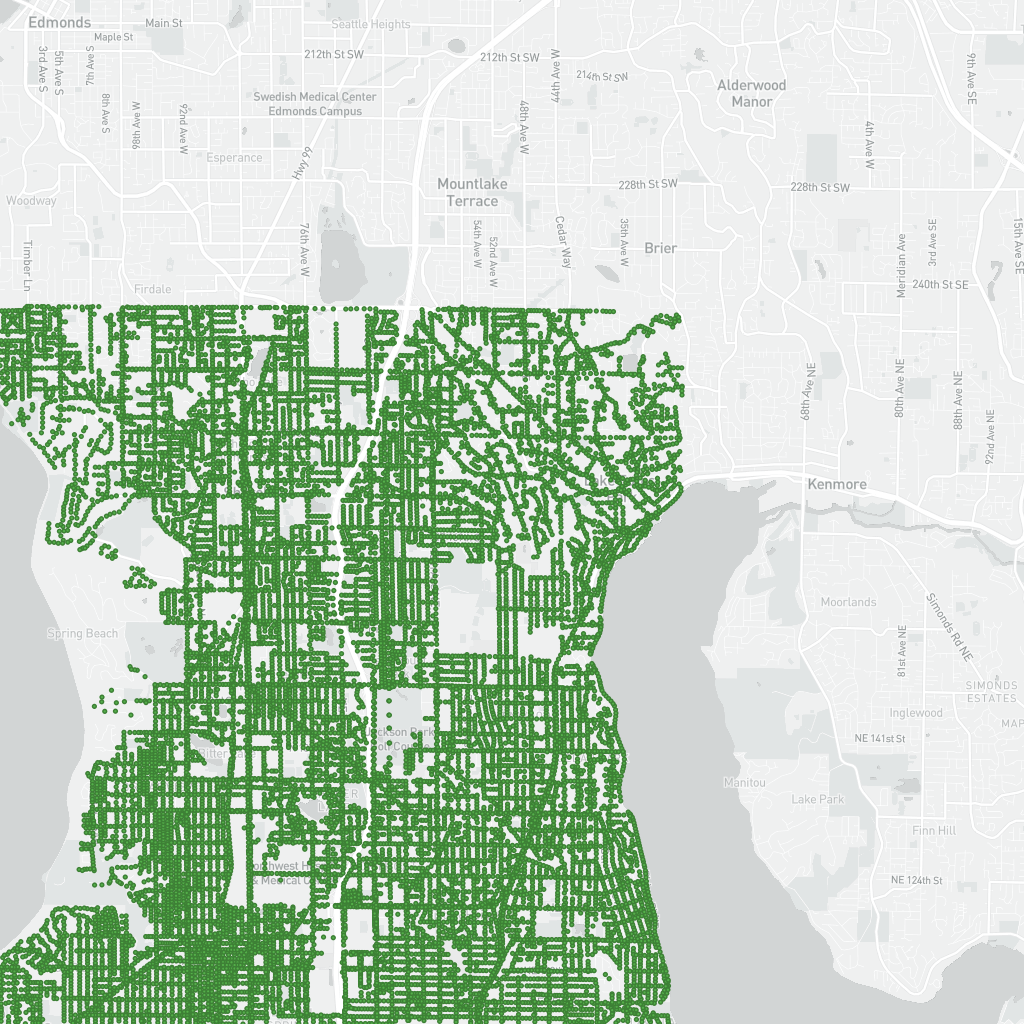 Edmonds
Main St
Maple St
3rd Ave S
5th Ave S
7th Ave S
8th Ave S
98th Ave W
92nd Ave W
Seattle Heights
212th St SW
212th St SW
44th Ave W
214th St SW
48th Ave W
Alderwood
Manor
9th Ave SE
4th Ave W
Swedish Medical Center
Edmonds Campus
Esperance
Hwy 99
Woodway
Mountlake
Terrace
228th St SW
228th St SW
Timber Ln
76th Ave W
54th Ave W
52nd Ave W
Cedar Way
35th Ave W
Brier
Meridian Ave
3rd Ave SE
15th Ave SE
240th St SE
Firdale
68th Ave NE
80th Ave NE
88th Ave NE
92nd Ave NE
Kenmore
Moorlands
Simonds Rd NE
81st Ave NE
Spring Beach
SIMONDS
ESTATES
Inglewood
MAP
NE 141st St
Jackson Park
Manitou
Lake Park
Finn Hill
NE 124th St